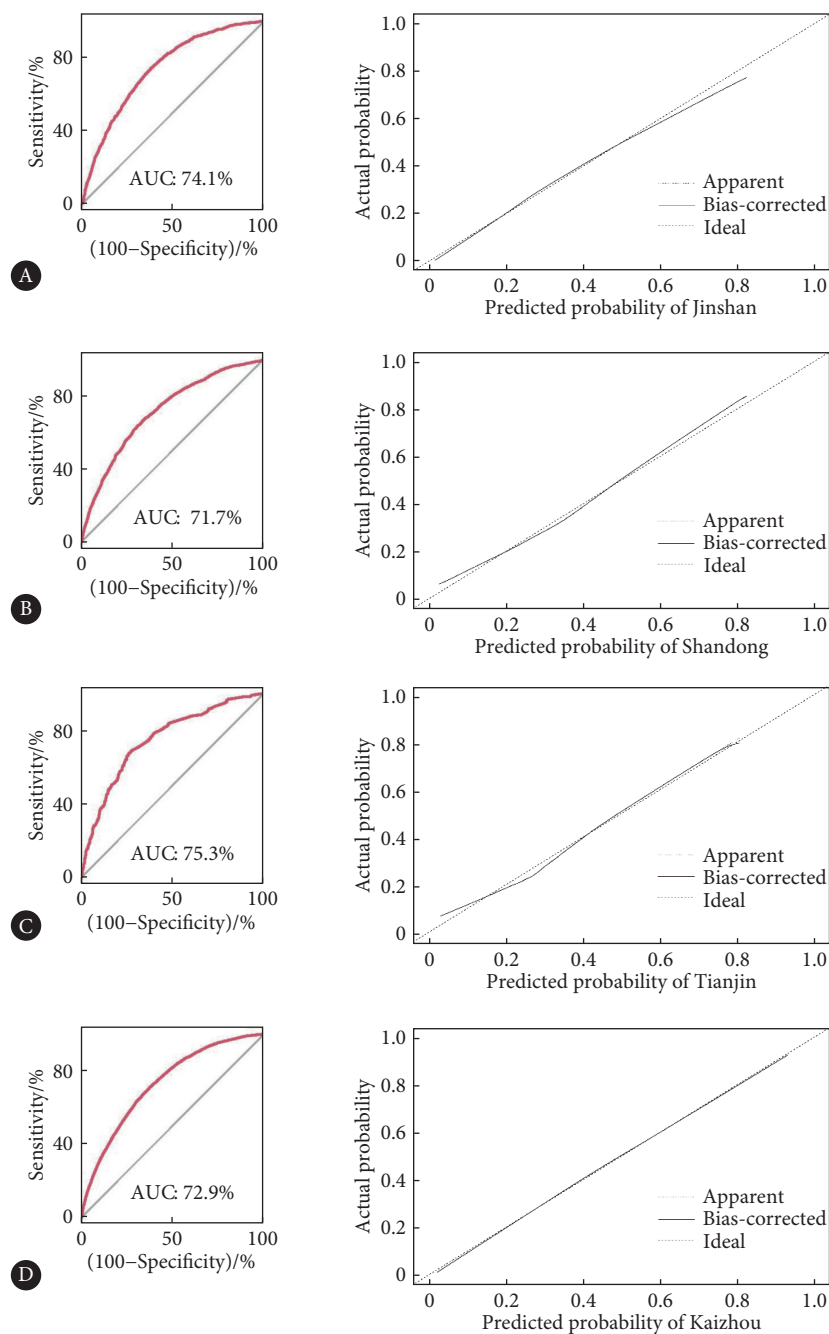 80
40
0
Sensitivity/%
AUC: 74.1%
0 50 100
(100−Specificity)/%
A
1.0
0.8
0.6
0.4
0.2
0
Actual probability
Apparent
Bias-corrected
Ideal
0 0.2 0.4 0.6 0.8 1.0
Predicted probability of Jinshan
80
40
0
Sensitivity/%
AUC: 71.7%
0 50 100
(100−Specificity)/%
B
1.0
0.8
0.6
0.4
0.2
0
Actual probability
Apparent
Bias-corrected
Ideal
0 0.2 0.4 0.6 0.8 1.0
Predicted probability of Shandong
80
40
0
Sensitivity/%
AUC: 75.3%
0 50 100
(100−Specificity)/%
C
1.0
0.8
0.6
0.4
0.2
0
Actual probability
Apparent
Bias-corrected
Ideal
0 0.2 0.4 0.6 0.8 1.0
Predicted probability of Tianjin
80
40
0
Sensitivity/%
AUC: 72.9%
0 50 100
(100−Specificity)/%
D
1.0
0.8
0.6
0.4
0.2
0
Actual probability
Apparent
Bias-corrected
Ideal
0 0.2 0.4 0.6 0.8 1.0
Predicted probability of Kaizhou